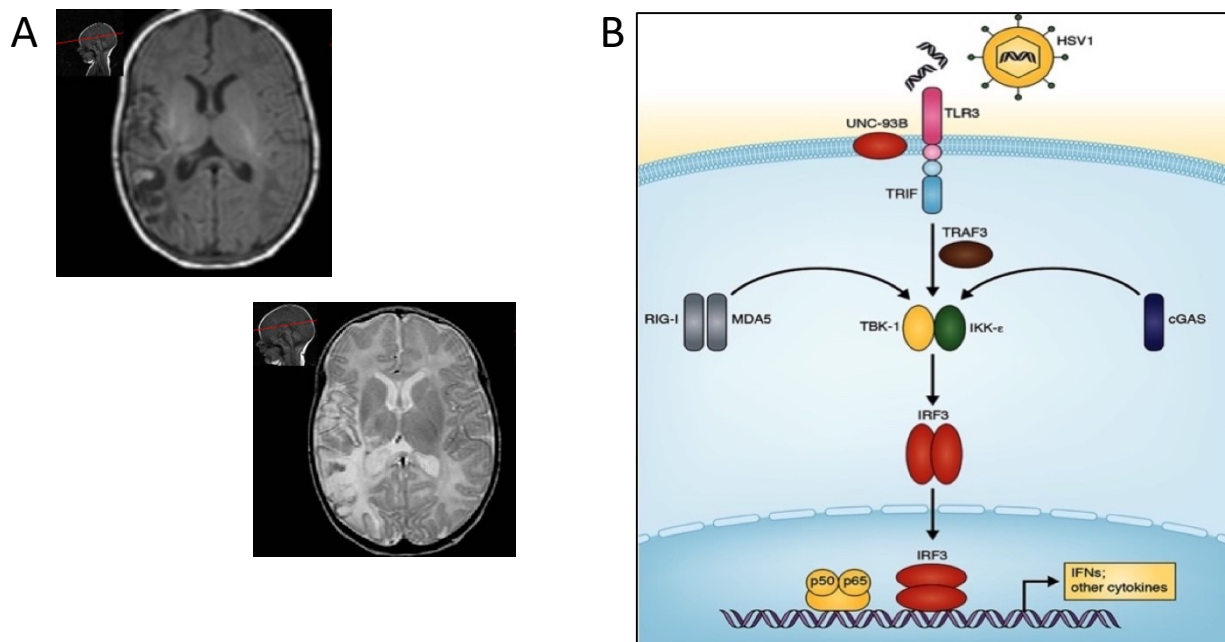 A
B
HSV1
TLR3
UNC-93B
TRIF
TRAF3
RIG-I
MDA5
TBK-1
IKK-ε
cGAS
IRF3
IRF3
p50 p65
IFNs;
other cytokines